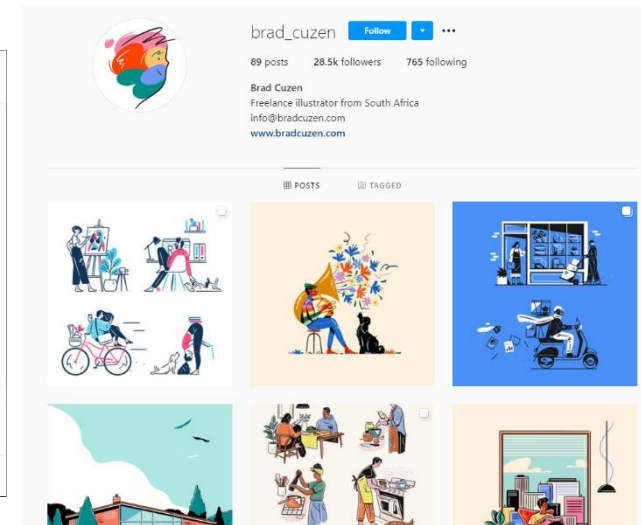 brad_cuzen Follow
89 posts 28.5k followers 765 following
Brad Cuzen
Freelance illustrator from South Africa
info@bradcuzen.com
www.bradcuzen.com
POSTS TAGGED